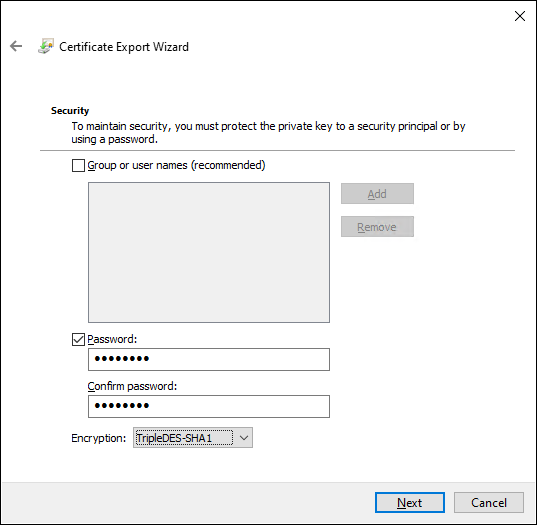 Certificate Export Wizard
Security
To maintain security, you must protect the private key to a security principal or by
using a password.
Group or user names (recommended)
Add
Remove
Password:
••••••••
Confirm password:
••••••••
Encryption: TripleDES-SHA1
Next Cancel